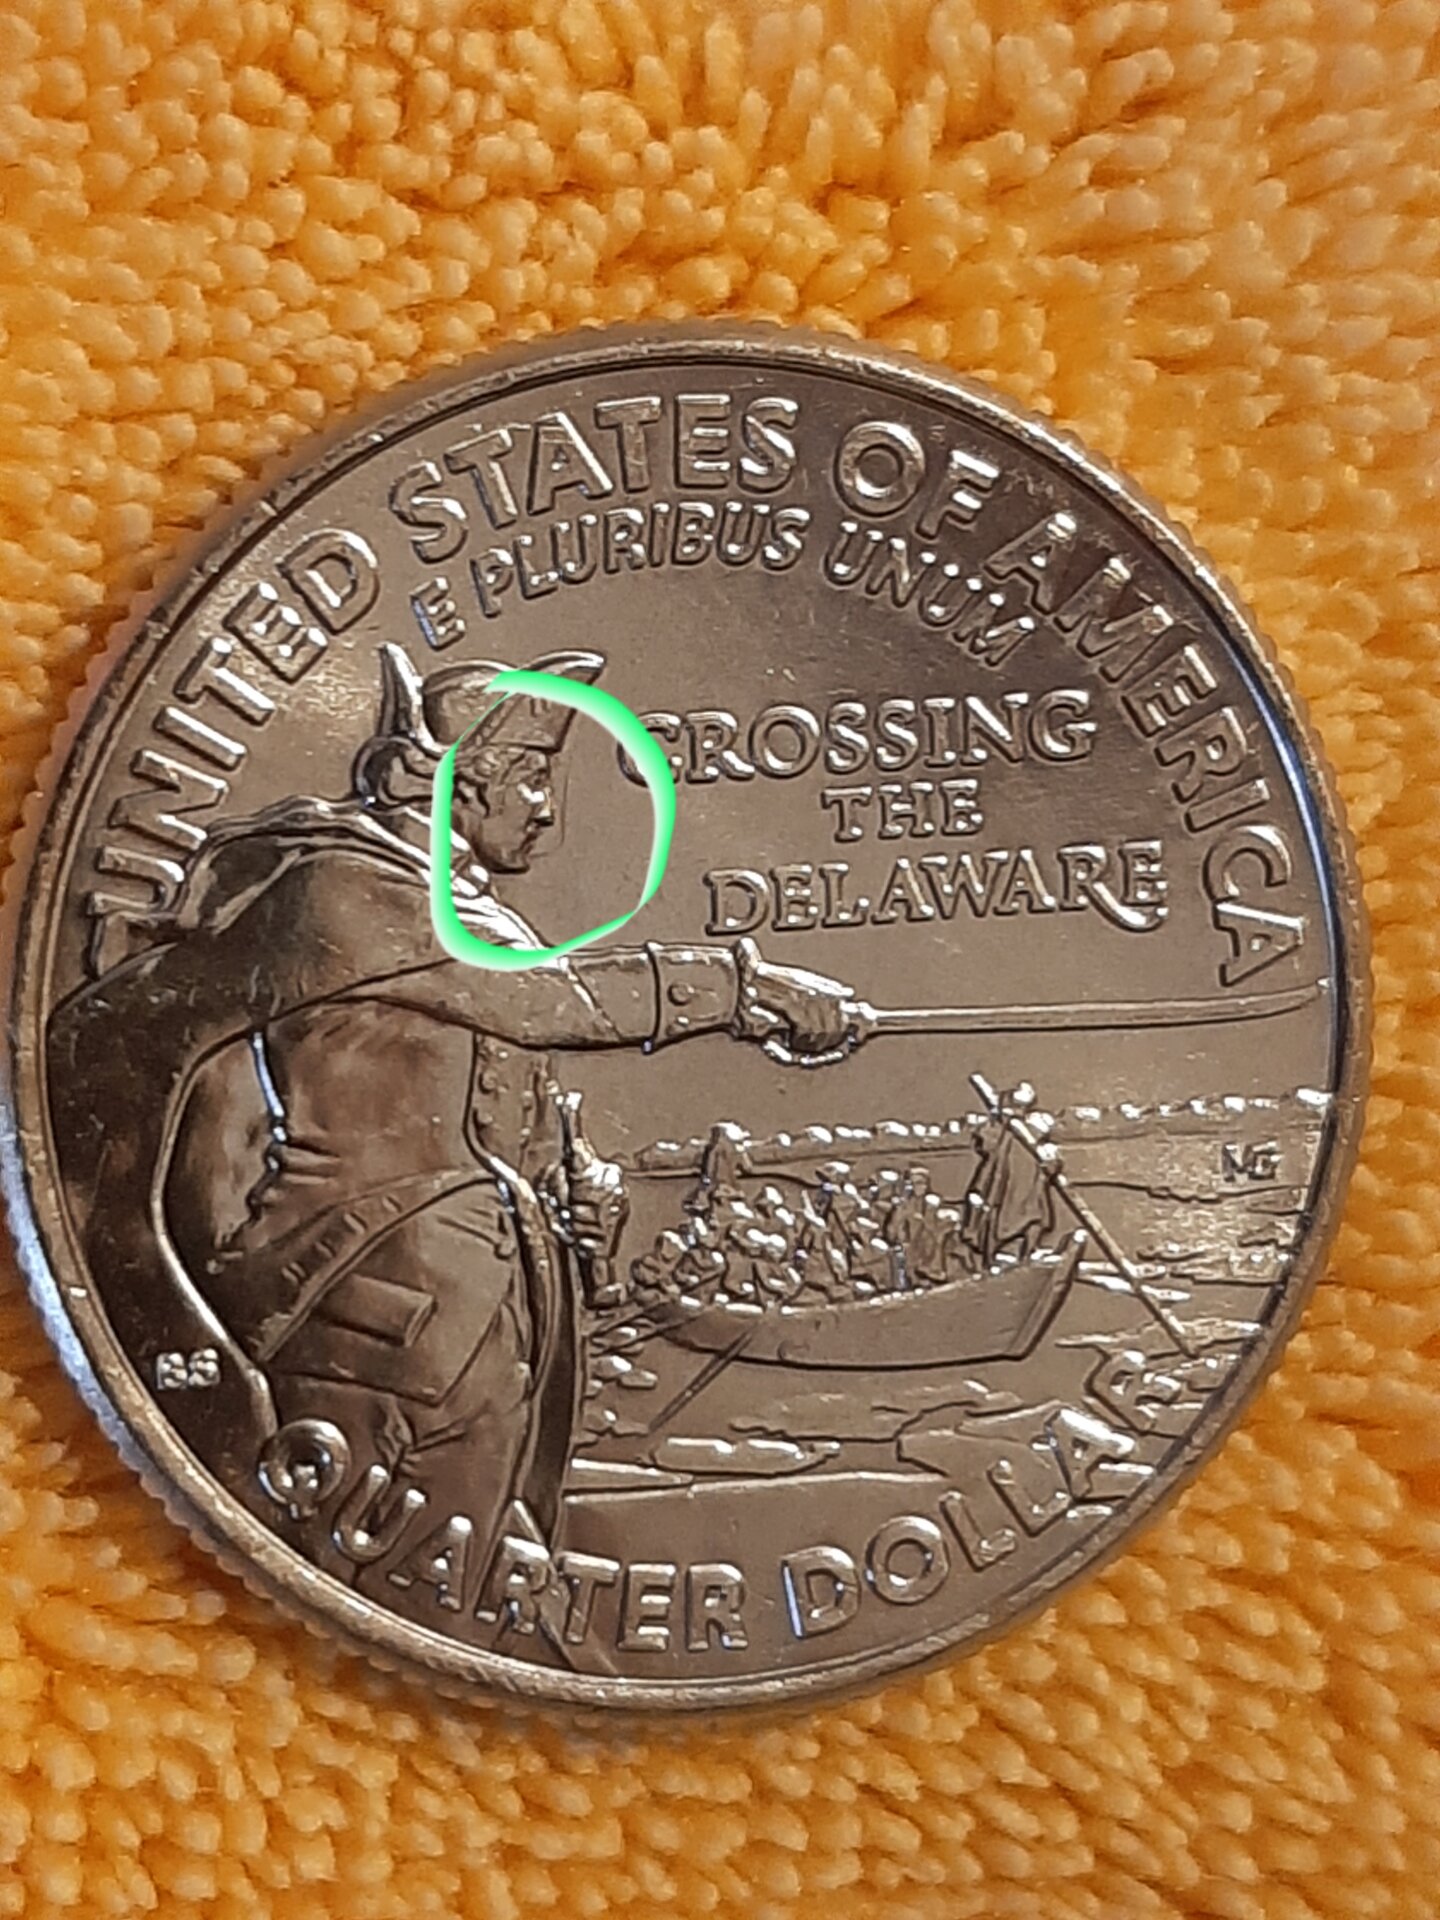 UNITED STATES OF AMERICA
E PLURIBUS UNUM
CROSSING
THE
DELAWARE
MG
BS
QUARTER DOLLAR